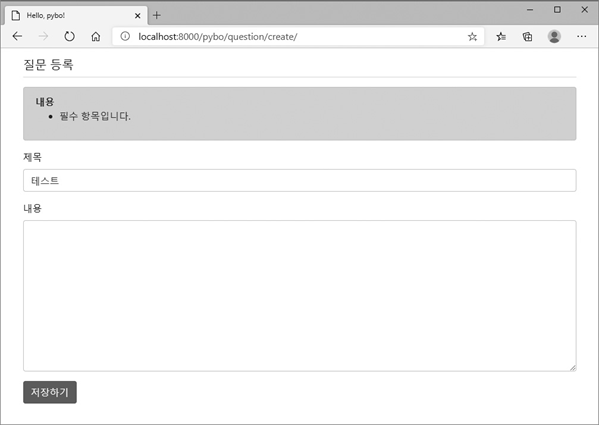 Hello, pybo!
localhost:8000/pybo/question/create/
질문 등록
내용
필수 항목입니다.
제목
테스트
내용
저장하기